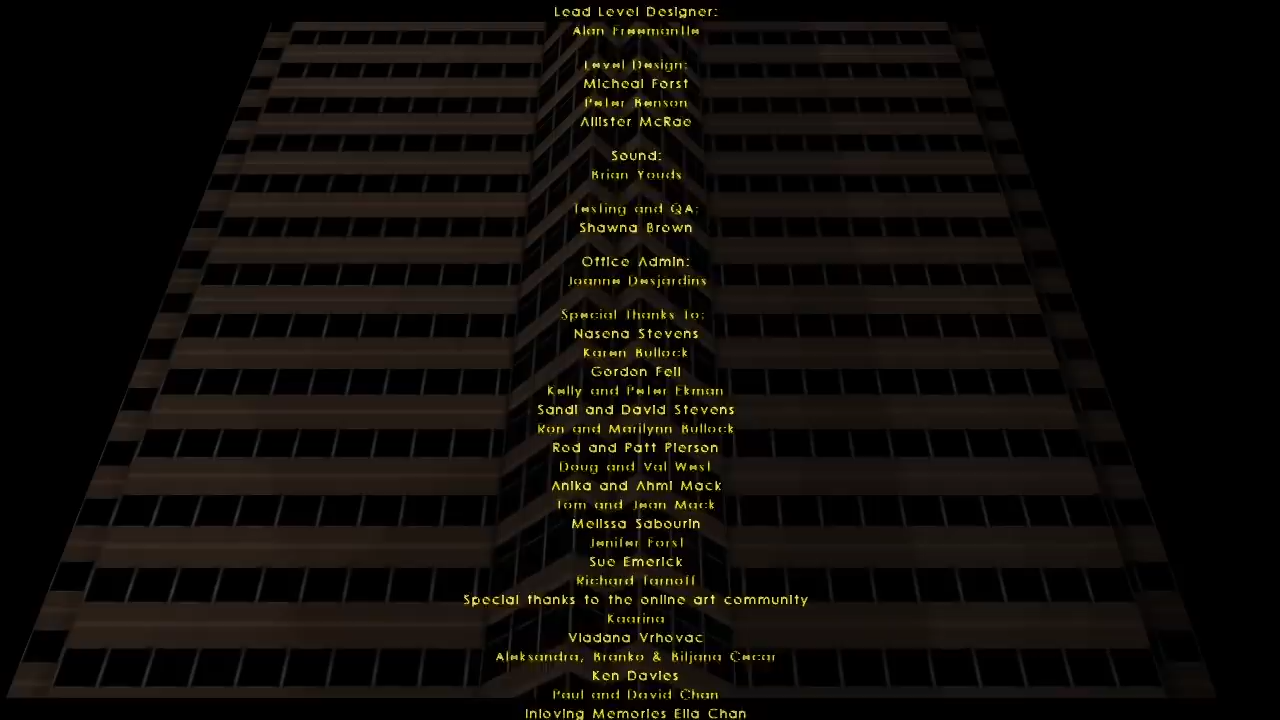 Lead Level Designer:
Alan Freemantle
Level Design:
Micheal Forst
Peter Benson
Allister McRae
Sound:
Brian Youds
Testing and QA:
Shawna Brown
Office Admin:
Joanne Desjardins
Special Thanks To:
Nasena Stevens
Karen Bullock
Gordon Fell
Kelly and Peter Ekman
Sandi and David Stevens
Ron and Marilynn Bullock
Rod and Patt Pierson
Doug and Val West
Anika and Ahmi Mack
Tom and Jean Mack
Melissa Sabourin
Jenifer Forst
Sue Emerick
Richard Tarnoff
Special thanks to the online art community
Kaarina
Vladana Vrhovac
Aleksandra, Branko & Biljana Cecar
Ken Davies
Paul and David Chan
Inloving Memories Ella Chan